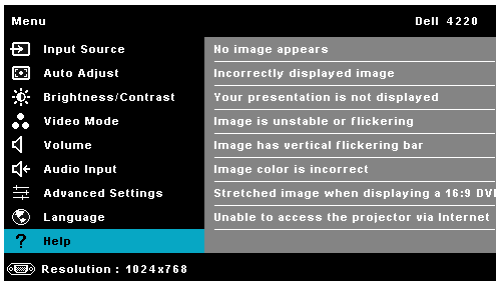 Menu Dell 4220
Input Source No image appears
Auto Adjust Incorrectly displayed image
Brightness/Contrast Your presentation is not displayed
Video Mode Image is unstable or flickering
Volume Image has vertical flickering bar
Audio Input Image color is incorrect
Advanced Settings Stretched image when displaying a 16:9 DVD
Language Unable to access the projector via Internet
? Help
Resolution : 1024x768